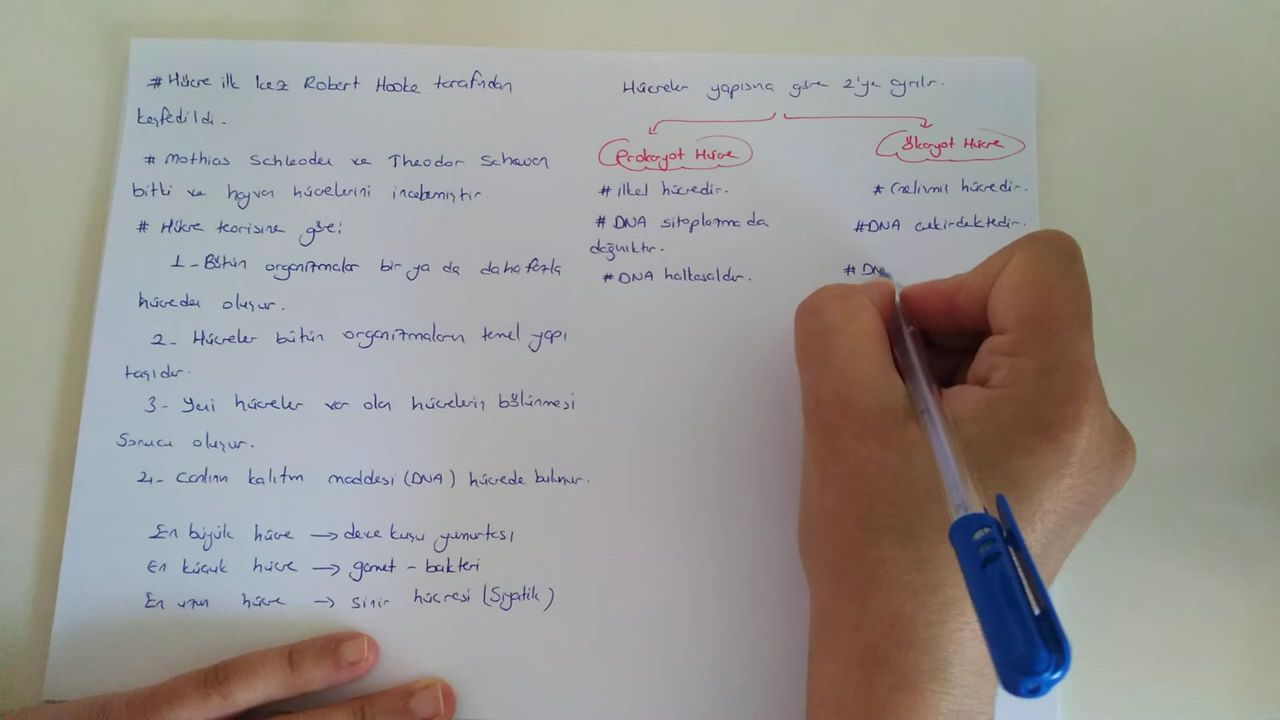 # Hücre ilk kez Robert Hooke tarafından
keşfedildi.
# Mathias Schleoder ve Theodor Schwon
bitki ve hayvan hücrelerini incelemiştir.
# Hücre teorisine göre;
1- Bütün organizmalar bir ya da daha fazla
hücreden oluşur.
2- Hücreler bütün organizmaların temel yapı
taşıdır.
3- Yeni hücreler var olan hücrelerin bölünmesi
sonucu oluşur.
4- Canlının kalıtım maddesi (DNA) hücrede bulunur.
En büyük hücre → deve kuşu yumurtası
En küçük hücre → gamet - bakteri
En uzun hücre → sinir hücresi (Siyatik)
Hücreler yapısına göre 2'ye ayrılır.
Prokaryot Hücre
# ilkel hücredir.
# DNA sitoplazmada
dağınıktır.
# DNA halkasaldır.
Ökaryot Hücre
* Gelişmiş hücredir.
# DNA çekirdektedir.
# DN